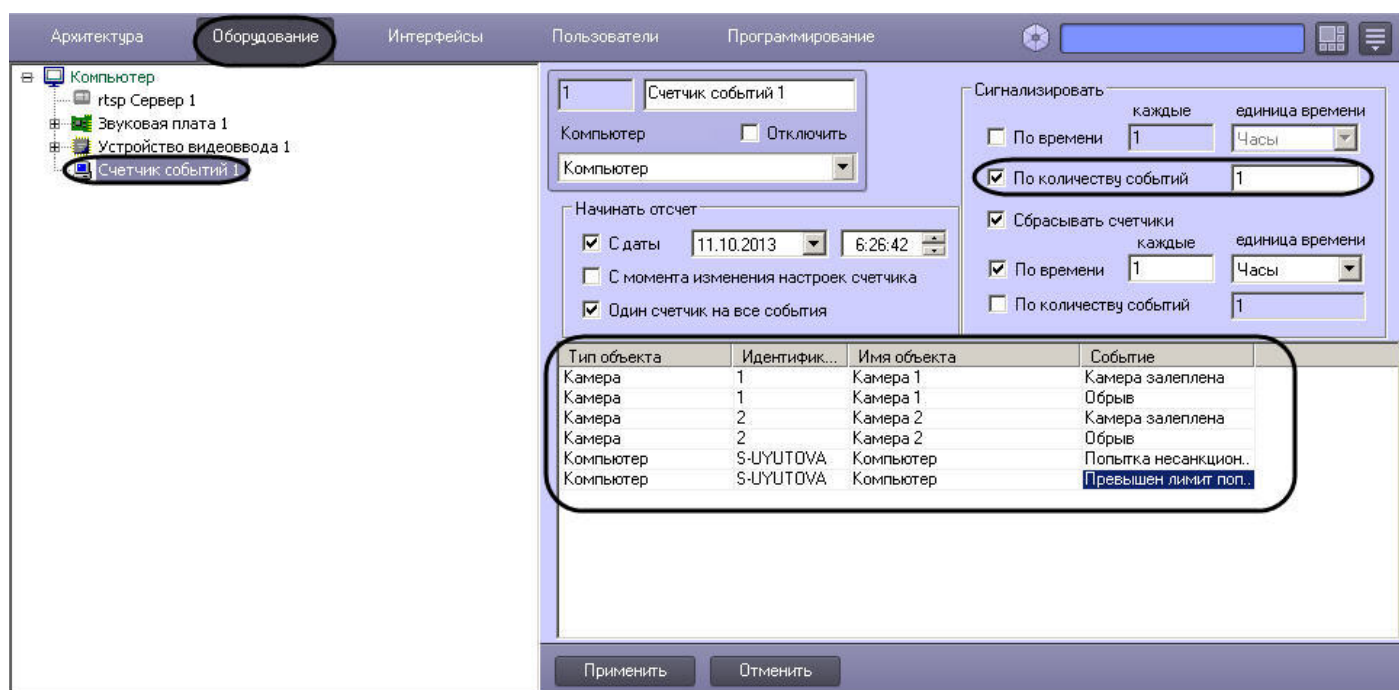 Архитектура Оборудование Интерфейсы Пользователи Программирование
Компьютер
rtsp Сервер 1
Звуковая плата 1
Устройство видеоввода 1
Счетчик событий 1
1 Счетчик событий 1
Компьютер Отключить
Компьютер
Начинать отсчет
С даты 11.10.2013 6:26:42
С момента изменения настроек счетчика
Один счетчик на все события
Сигнализировать
каждые единица времени
По времени 1 Часы
По количеству событий 1
Сбрасывать счетчики
каждые единица времени
По времени 1 Часы
По количеству событий 1
Тип объекта Идентифик... Имя объекта Событие
Камера 1 Камера 1 Камера залеплена
Камера 1 Камера 1 Обрыв
Камера 2 Камера 2 Камера залеплена
Камера 2 Камера 2 Обрыв
Компьютер S-UYUTOVA Компьютер Попытка несанкцион..
Компьютер S-UYUTOVA Компьютер Превышен лимит поп..
Применить Отменить